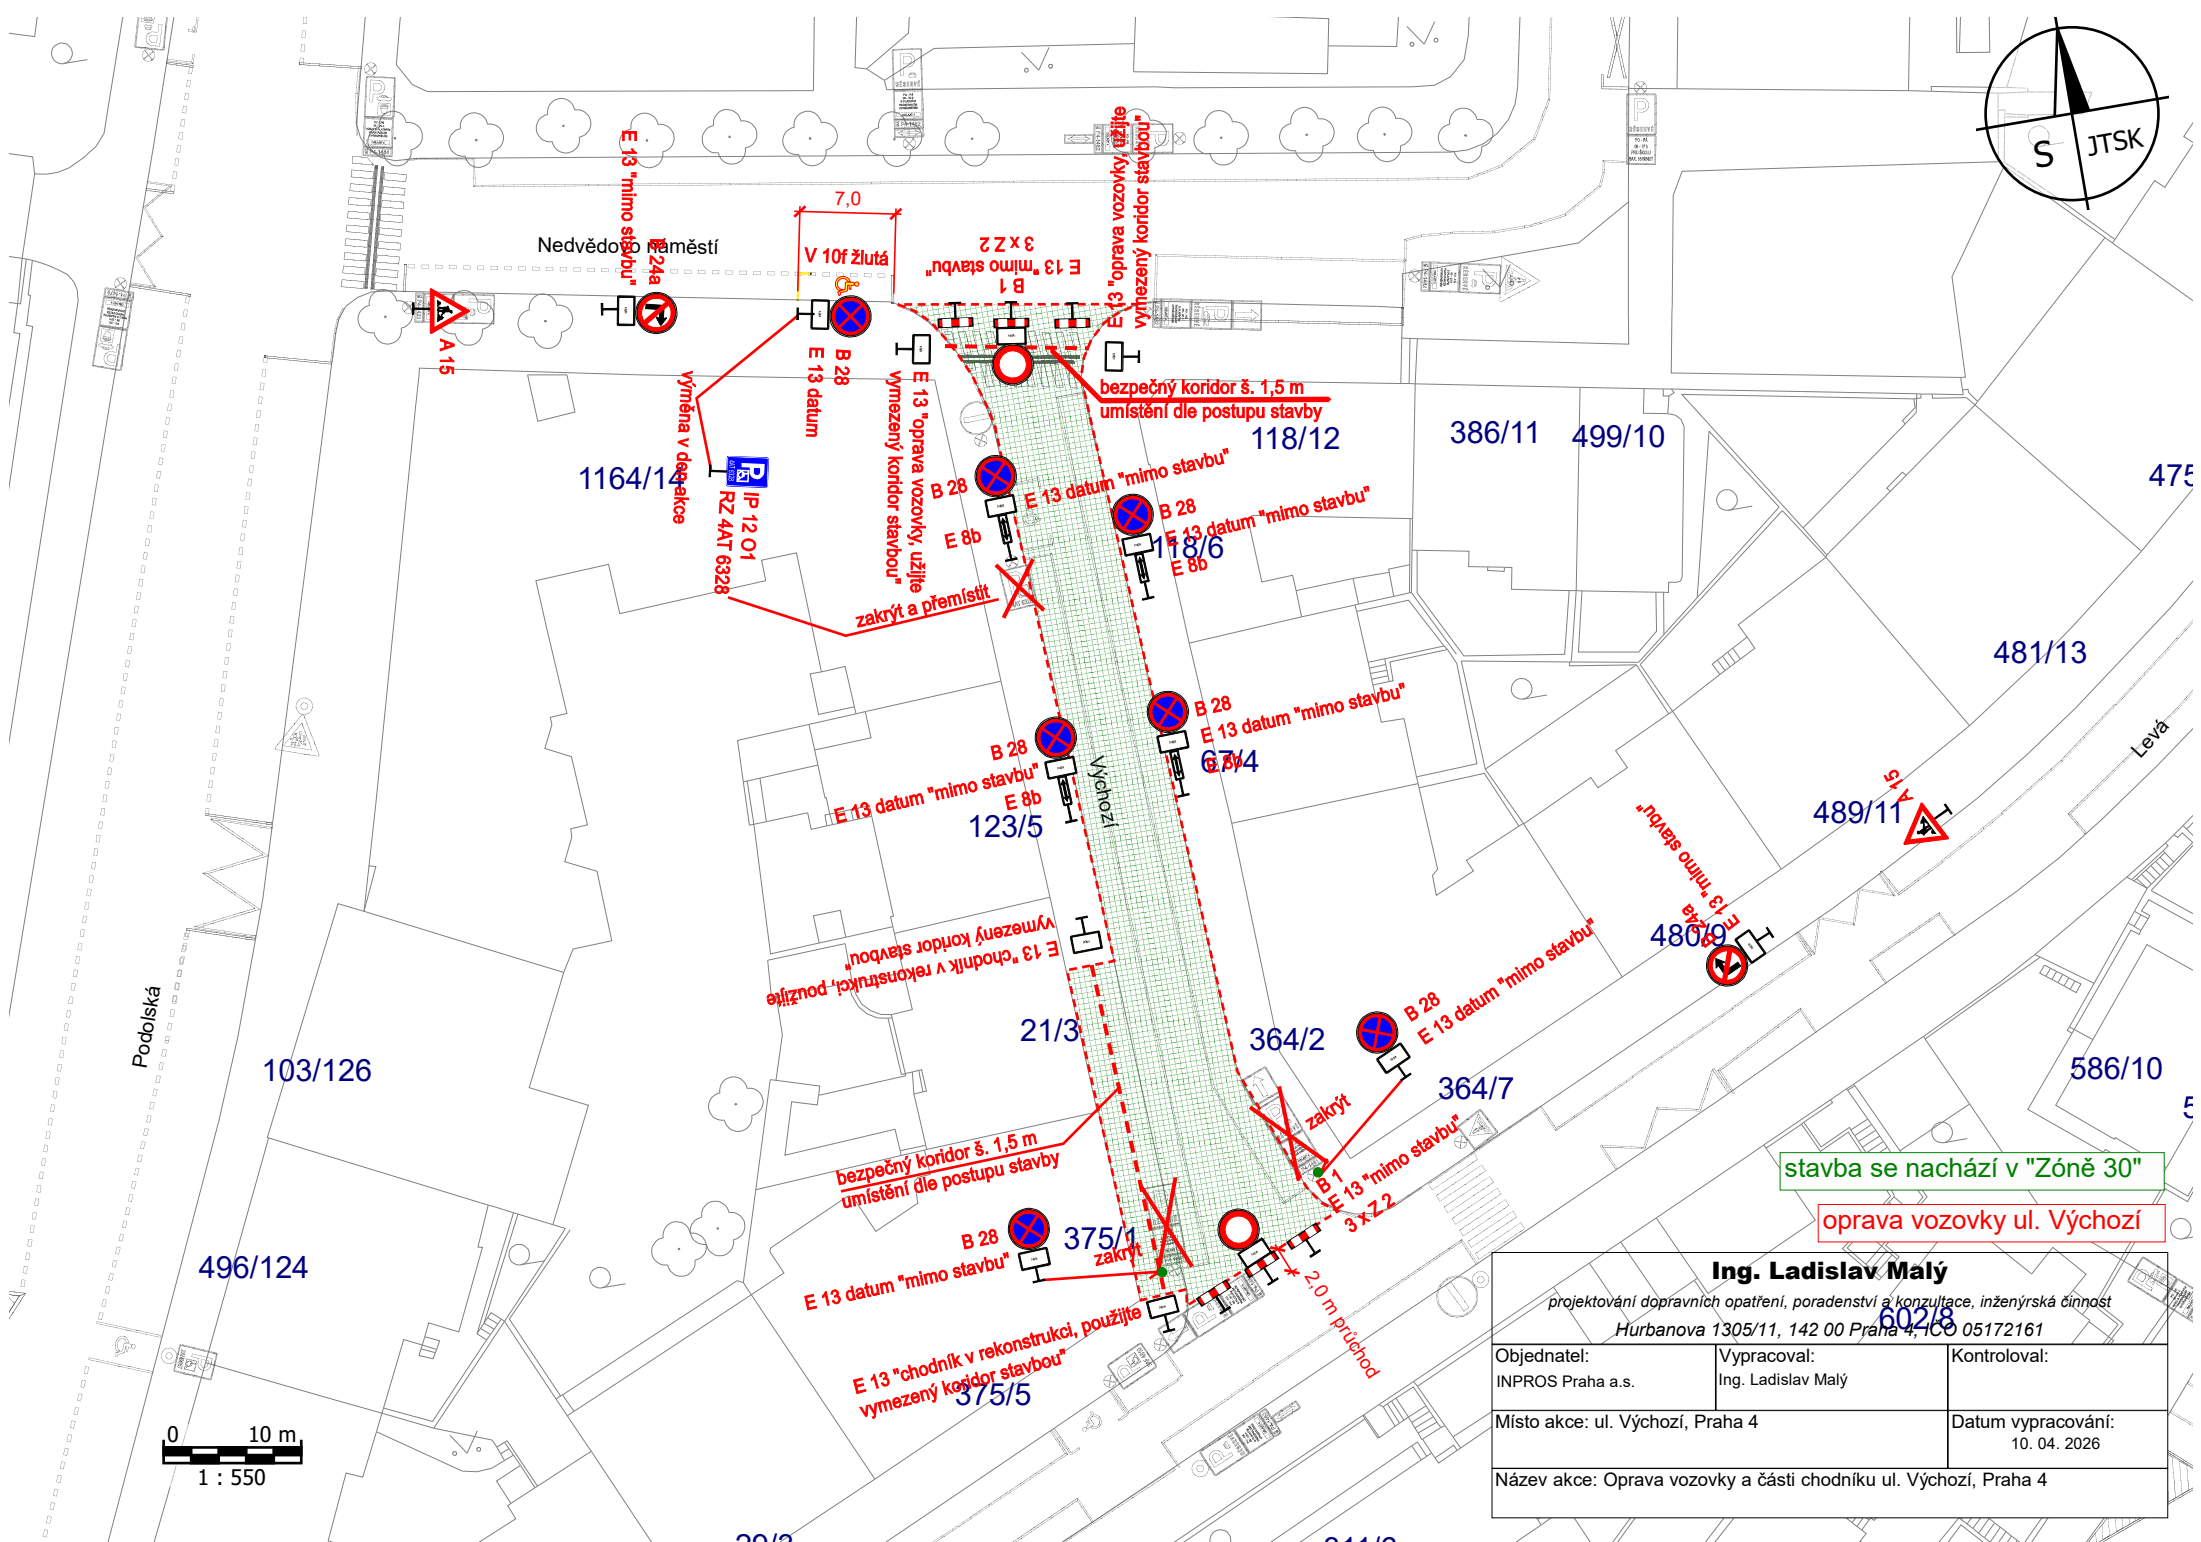 S
JTSK
Nedvědovo náměstí
7,0
V 10f žlutá
E 13 "mimo stavbu"
B 24a
A 15
3 x Z 2
E 13 "mimo stavbu"
B 1
E 13 "oprava vozovky, užijte
vymezený koridor stavbou"
B 28
E 13 datum
výměna v den akce
E 13 "oprava vozovky, užijte
vymezený koridor stavbou"
bezpečný koridor š. 1,5 m
umístění dle postupu stavby
118/12
386/11
499/10
475
1164/14
IP 12 O1
RZ 4AT 6328
zakrýt a přemístit
B 28
E 13 datum "mimo stavbu"
E 8b
B 28
E 13 datum "mimo stavbu"
E 8b
118/6
481/13
B 28
E 13 datum "mimo stavbu"
E 8b
67/4
B 28
E 13 datum "mimo stavbu"
E 8b
123/5
Výchozí
Levá
A 15
489/11
E 13 "mimo stavbu"
B 24a
480/9
E 13 "chodník v rekonstrukci, použijte
vymezený koridor stavbou"
21/3
364/2
B 28
E 13 datum "mimo stavbu"
364/7
586/10
Podolská
103/126
zakrýt
bezpečný koridor š. 1,5 m
umístění dle postupu stavby
B 1
E 13 "mimo stavbu"
3 x Z 2
B 28
E 13 datum "mimo stavbu"
375/1
zakrýt
496/124
2,0 m průchod
E 13 "chodník v rekonstrukci, použijte
vymezený koridor stavbou"
375/5
0 10 m
1 : 550
stavba se nachází v "Zóně 30"
oprava vozovky ul. Výchozí
Ing. Ladislav Malý
projektování dopravních opatření, poradenství a konzultace, inženýrská činnost
602/8
Hurbanova 1305/11, 142 00 Praha 4, IČO 05172161
Objednatel:
INPROS Praha a.s.
Vypracoval:
Ing. Ladislav Malý
Kontroloval:
Místo akce: ul. Výchozí, Praha 4
Datum vypracování:
10. 04. 2026
Název akce: Oprava vozovky a části chodníku ul. Výchozí, Praha 4